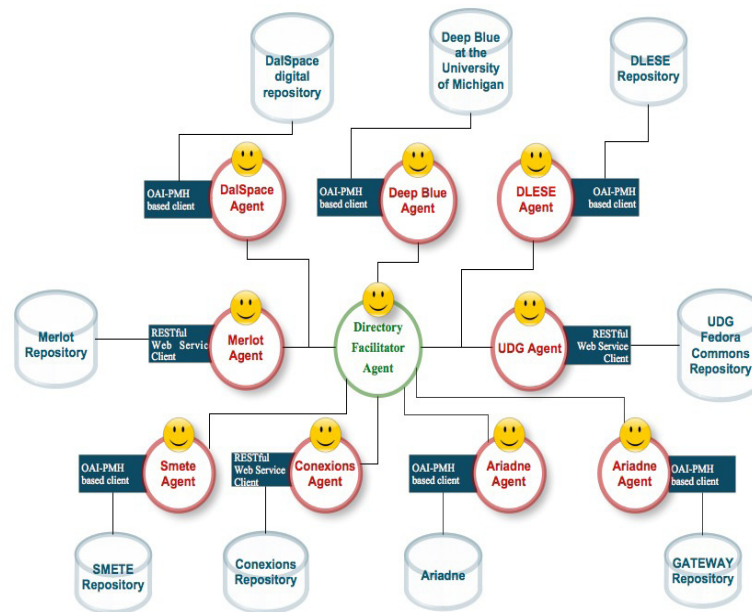 DalSpace
digital
repository
Deep Blue
at the
University
of Michigan
DLESE
Repository
OAI-PMH
based client
DalSpace
Agent
OAI-PMH
based client
Deep Blue
Agent
DLESE
Agent
OAI-PMH
based client
Merlot
Repository
RESTful
Web Service
Client
Merlot
Agent
Directory
Facilitator
Agent
UDG Agent
RESTful
Web Service
Client
UDG
Fedora
Commons
Repository
OAI-PMH
based client
Smete
Agent
RESTful
Web Service
Client
Conexions
Agent
OAI-PMH
based client
Ariadne
Agent
Ariadne
Agent
OAI-PMH
based client
SMETE
Repository
Conexions
Repository
Ariadne
GATEWAY
Repository